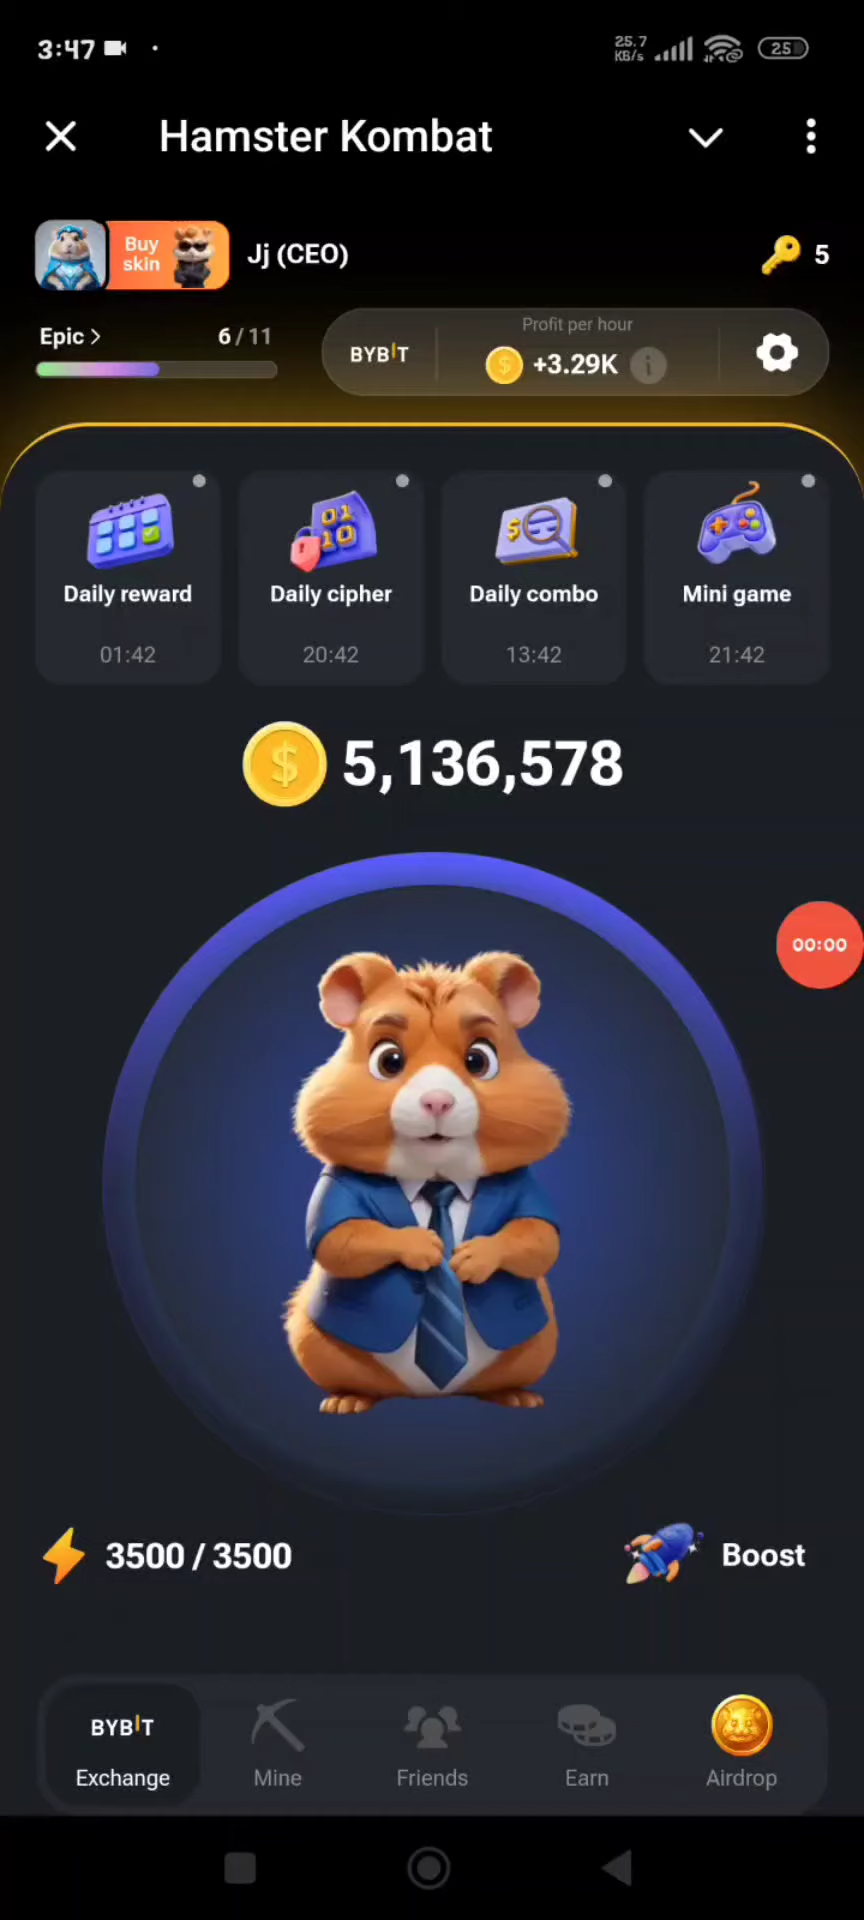 3:47
25.7
KB/s
25
Hamster Kombat
Buy
skin
Jj (CEO)
5
Epic >
6/11
BYBIT
Profit per hour
+3.29K
Daily reward
01:42
Daily cipher
20:42
Daily combo
13:42
Mini game
21:42
5,136,578
00:00
3500 / 3500
Boost
BYBIT
Exchange
Mine
Friends
Earn
Airdrop